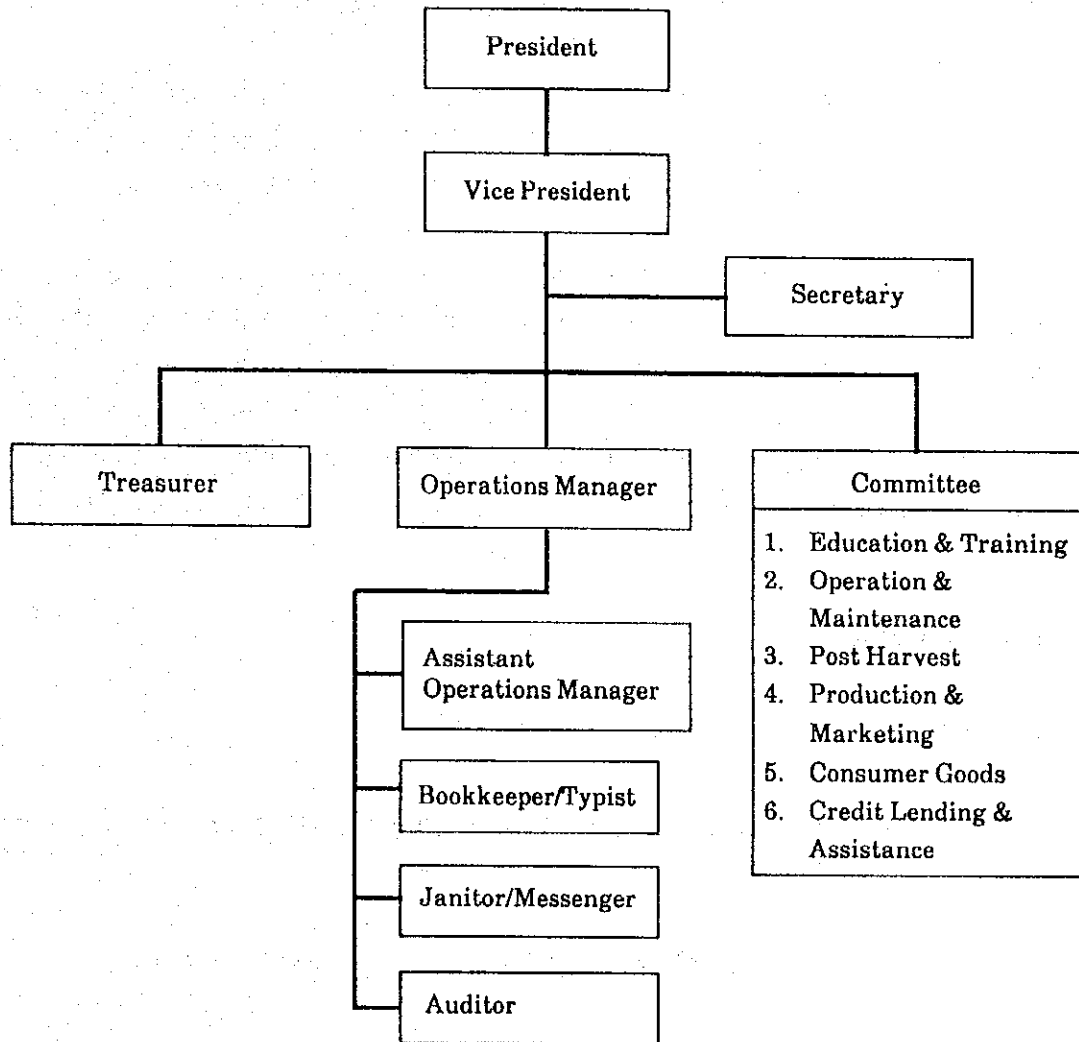 President
Vice President
Secretary
Treasurer
Operations Manager
Committee
1. Education & Training
2. Operation &
Maintenance
3. Post Harvest
4. Production &
Marketing
5. Consumer Goods
6. Credit Lending &
Assistance
Assistant
Operations Manager
Bookkeeper/Typist
Janitor/Messenger
Auditor